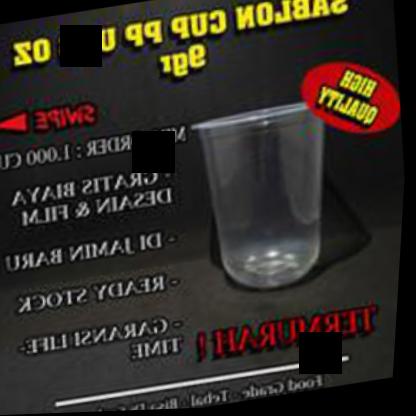 SABLON CUP PP U OZ
9gr
HIGH
QUALITY
SWIPE
RDER : 1.000 CU
GRATIS BIAYA
DESAIN & FILM
- DI JAMIN BARU
- READY STOCK
- GARANSI LIFE-
TIME
TERMURAH !
Food Grade Tebal